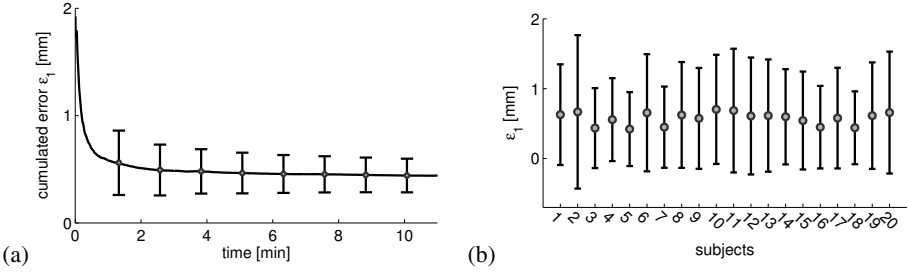 (a)
cumulated error ε1 [mm]
2
1
0
0 2 4 6 8 10
time [min]
(b)
ε1 [mm]
2
1
0
1 2 3 4 5 6 7 8 9 10 11 12 13 14 15 16 17 18 19 20
subjects